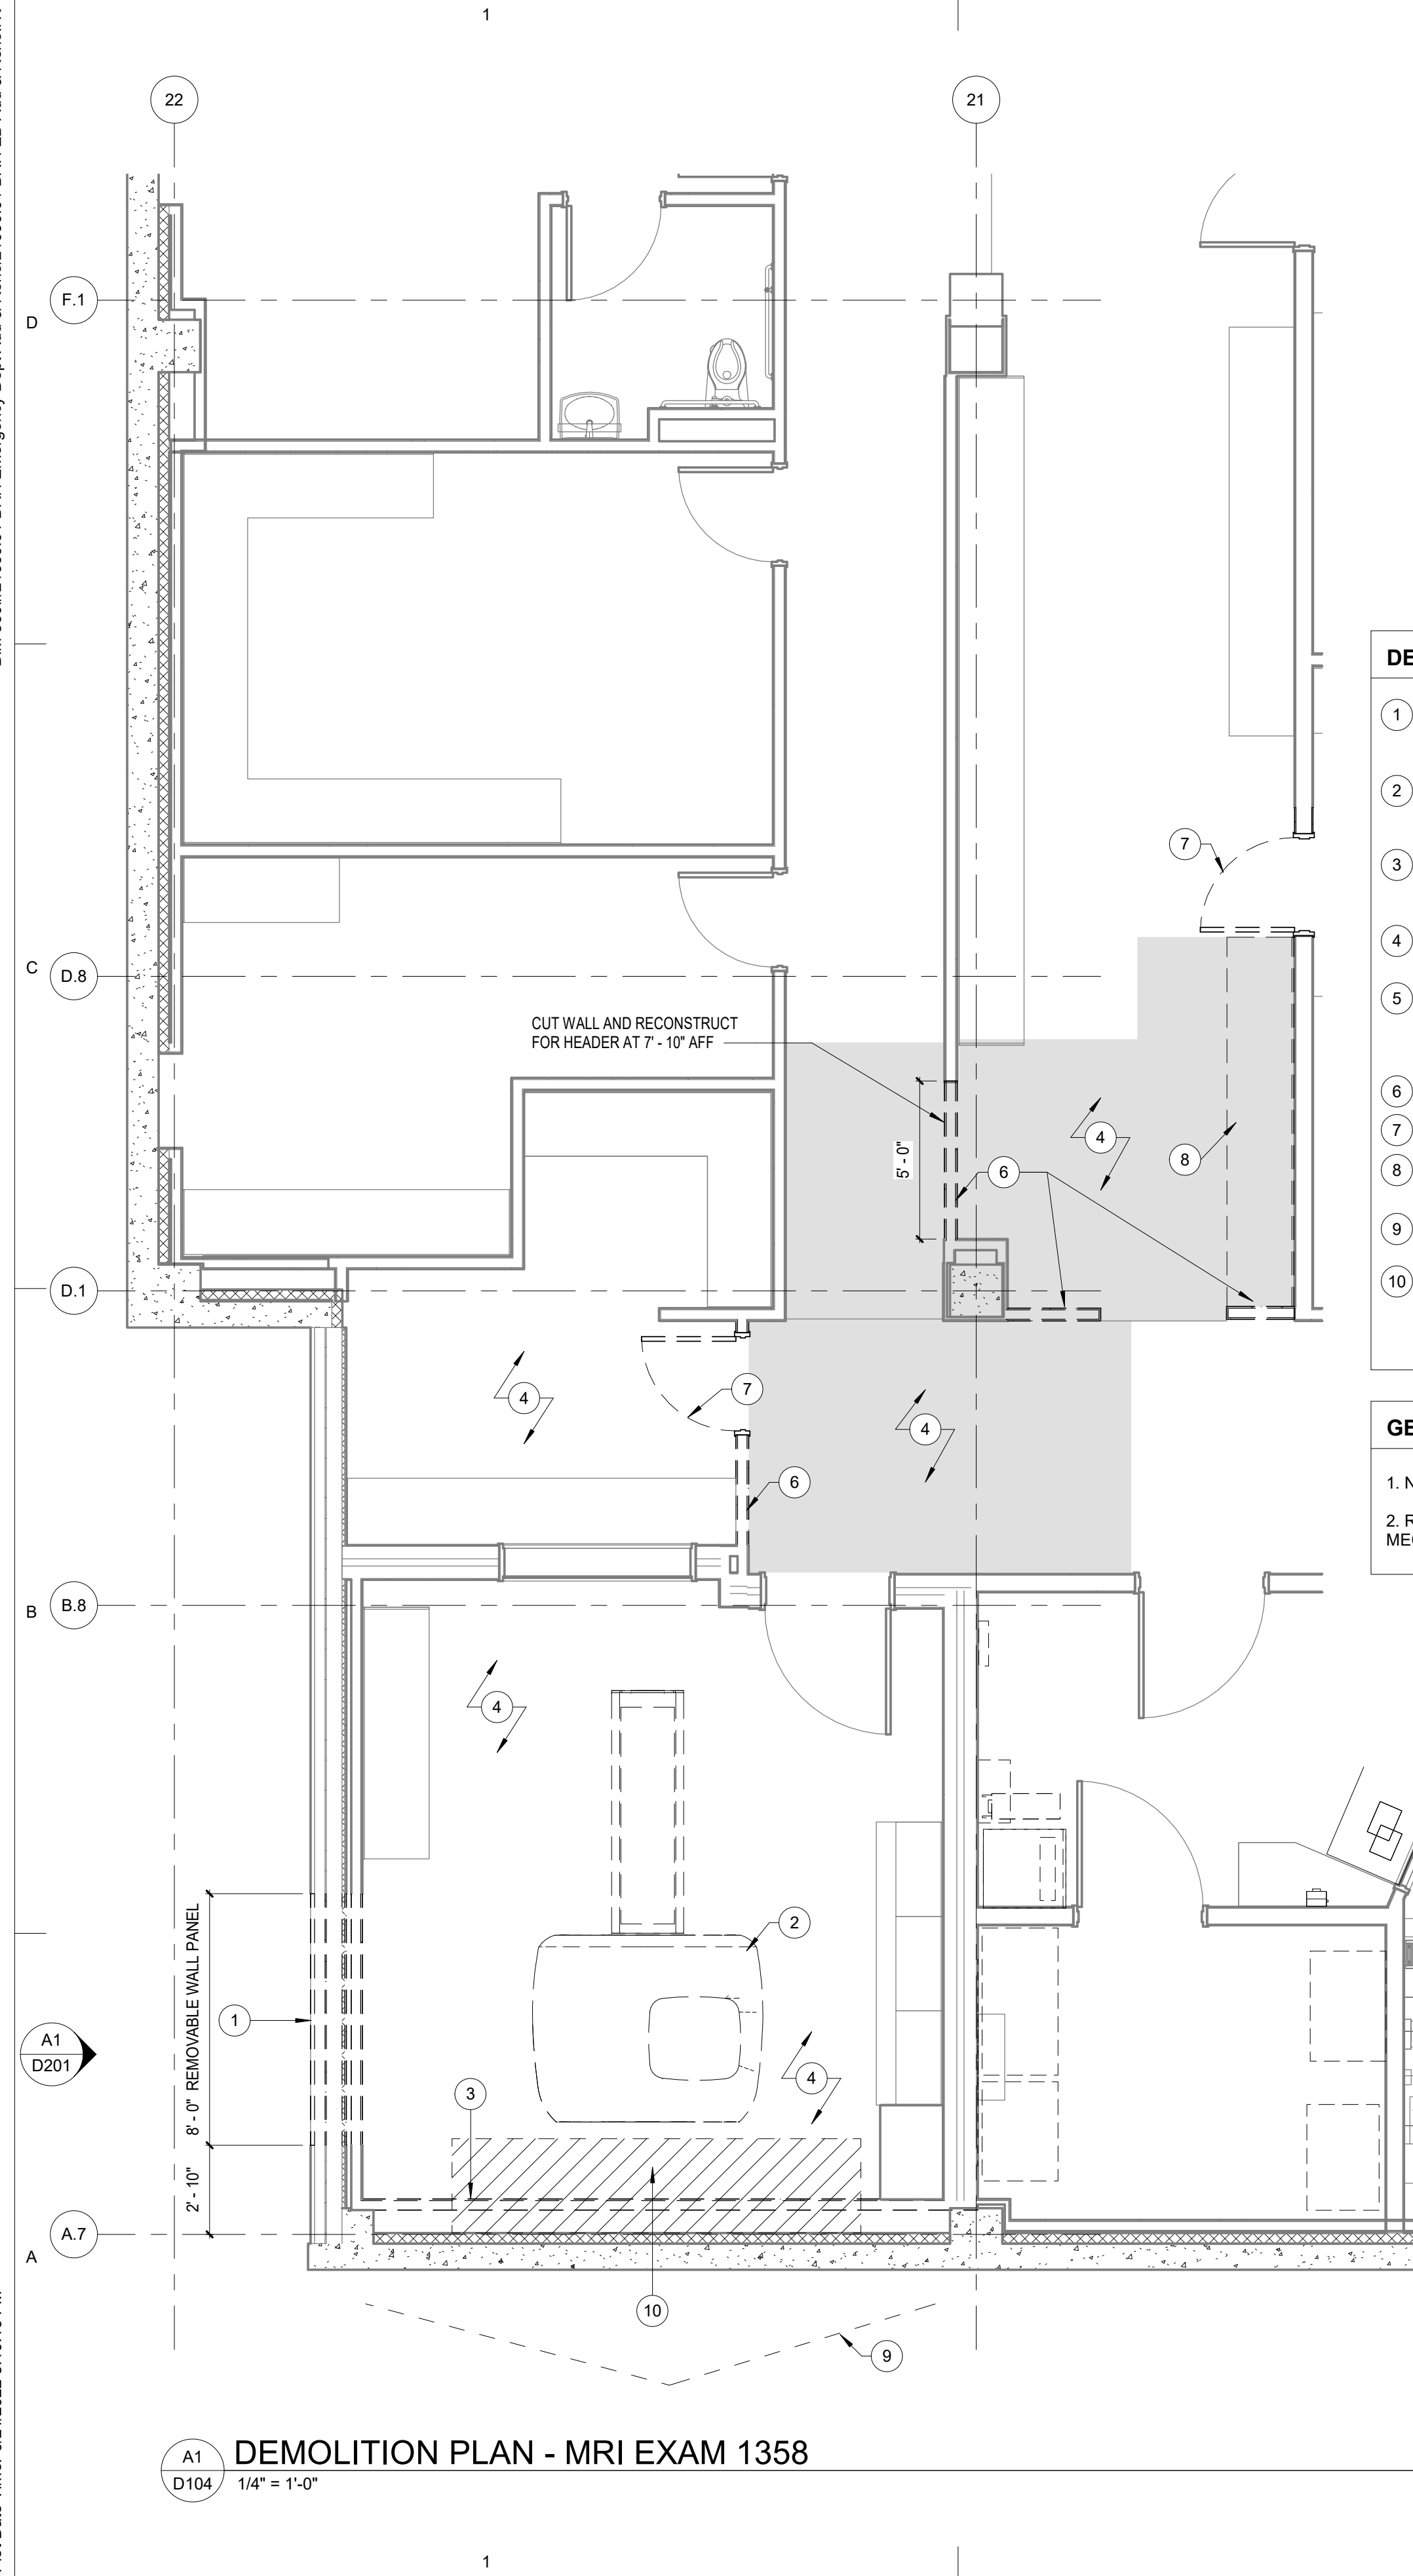 1
22
21
F.1
D
DE
1
2
7
3
4
C
D.8
5
CUT WALL AND RECONSTRUCT
FOR HEADER AT 7' - 10" AFF
6
7
4
8
8
5' - 0"
6
9
10
D.1
7
4
4
GE
6
1. N
2. R
B
B.8
4
2
8' - 0" REMOVABLE WALL PANEL
1
A1
D201
4
3
2' - 10"
A.7
A
10
9
A1
D104
DEMOLITION PLAN - MRI EXAM 1358
1/4" = 1'-0"
1